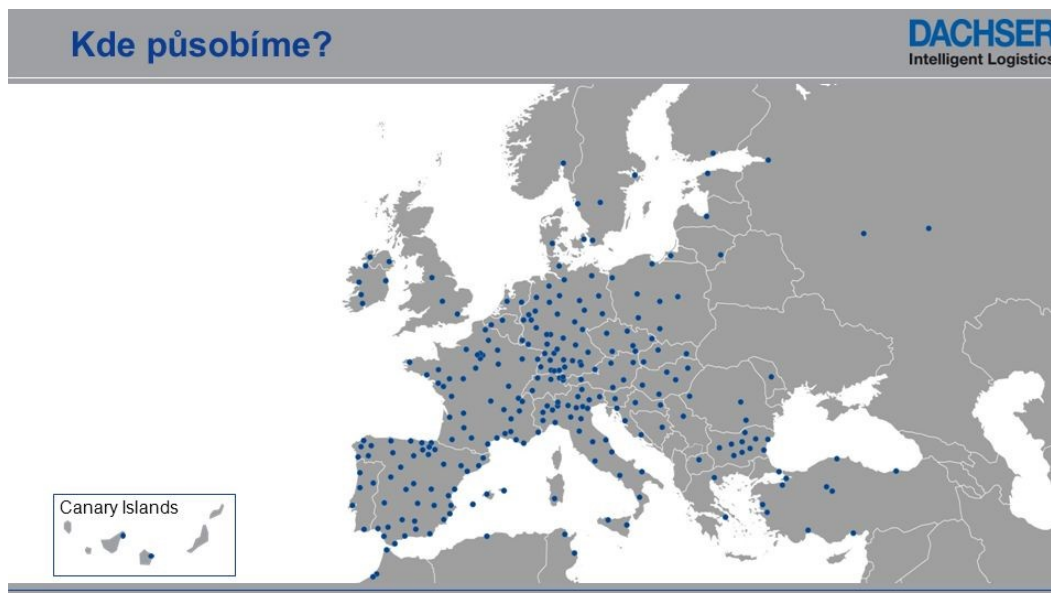 Kde působíme?
DACHSER
Intelligent Logistics
Canary Islands